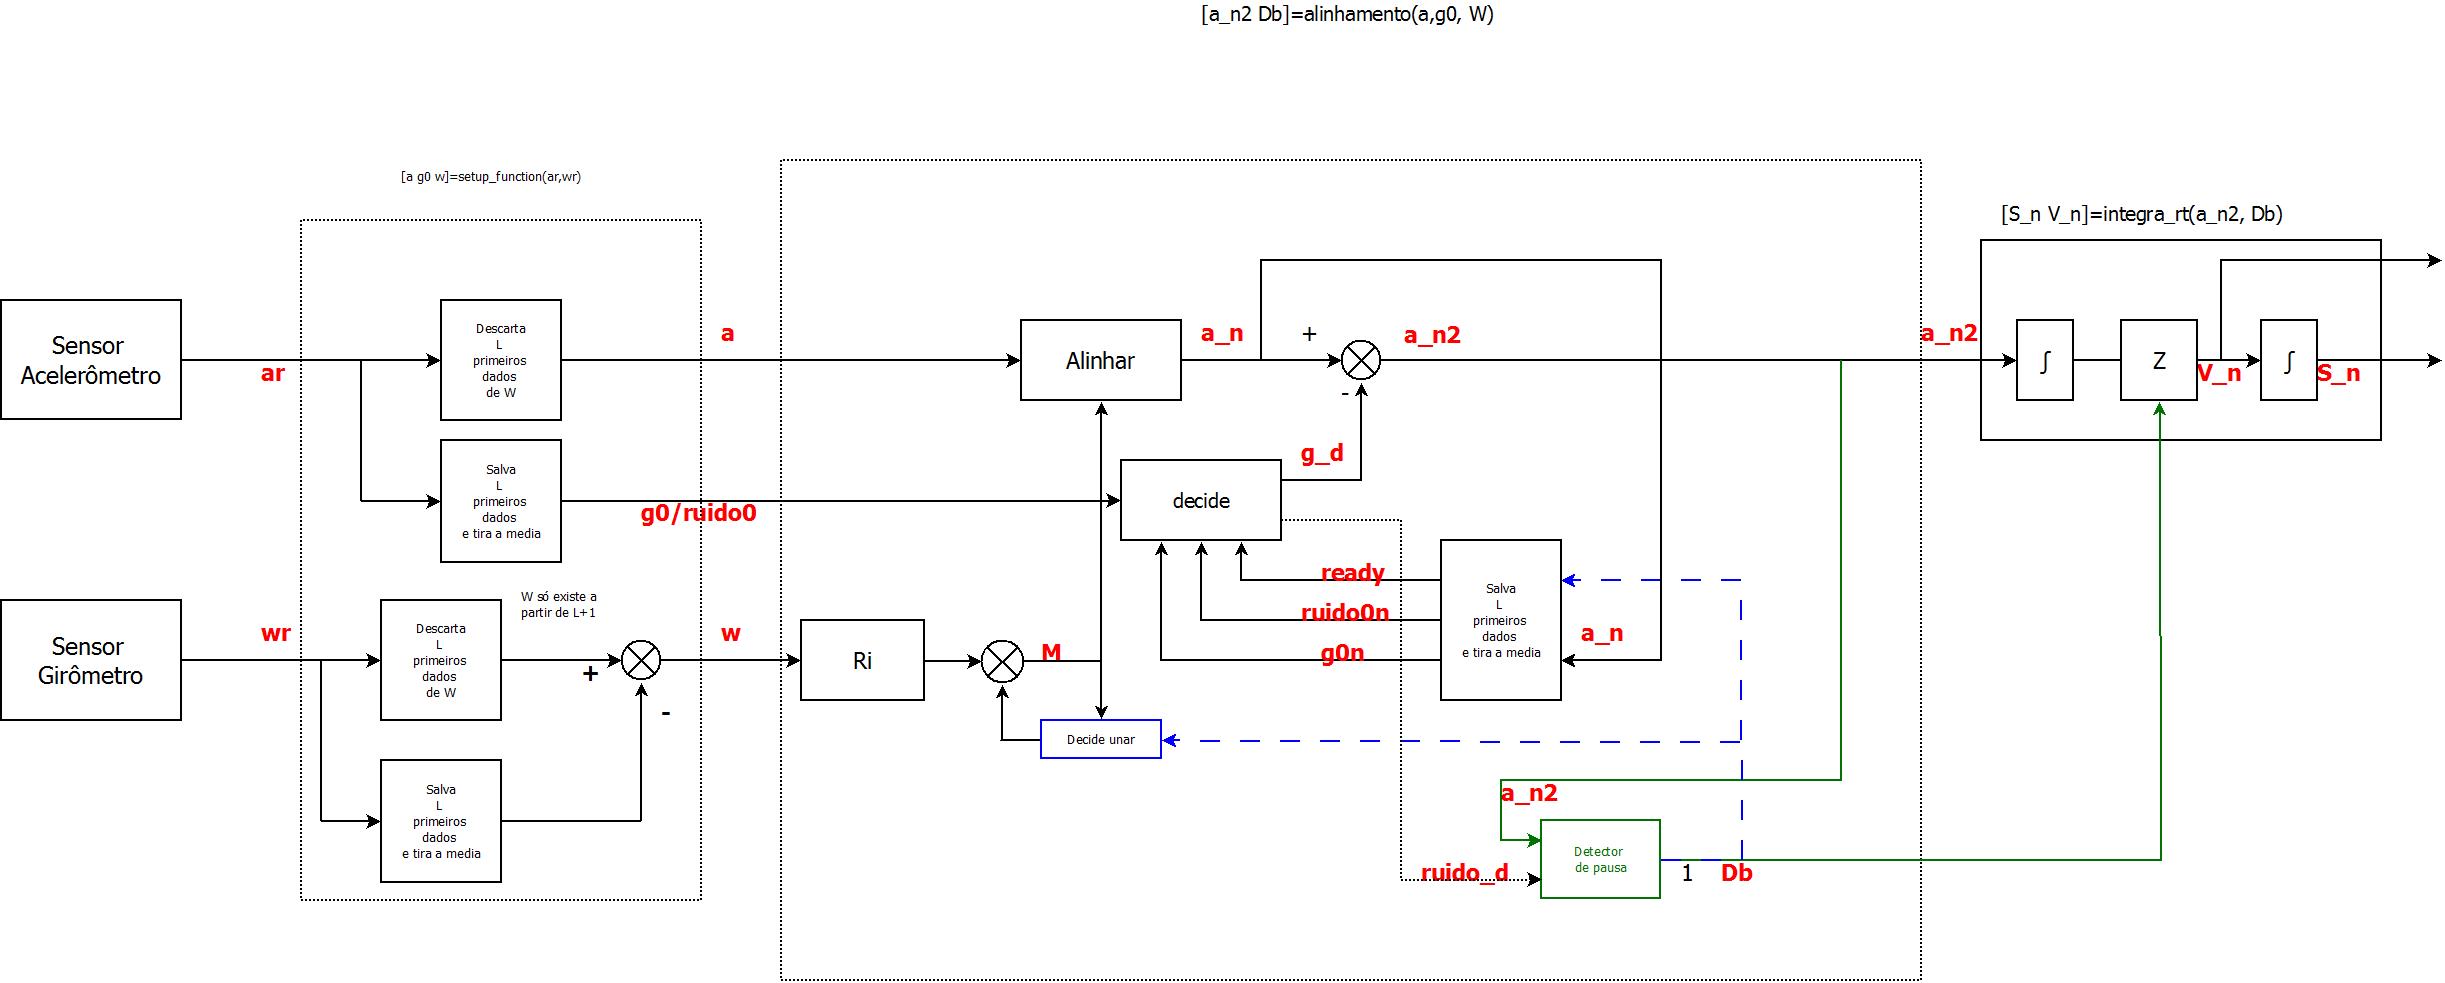 [a_n2 Db]=alinhamento(a,g0, W)
[a g0 w]=setup_function(ar,wr)
[S_n V_n]=integra_rt(a_n2, Db)
Sensor
Acelerômetro
ar
Descarta
L
primeiros
dados
de W
a
Alinhar
a_n
+
-
a_n2
a_n2
∫
Z
V_n
∫
S_n
Salva
L
primeiros
dados
e tira a media
g0/ruido0
decide
g_d
ready
ruido0n
g0n
Salva
L
primeiros
dados
e tira a media
a_n
Sensor
Girômetro
wr
Descarta
L
primeiros
dados
de W
W só existe a
partir de L+1
+
-
w
Ri
M
Decide unar
Salva
L
primeiros
dados
e tira a media
a_n2
ruido_d
Detector
de pausa
1
Db